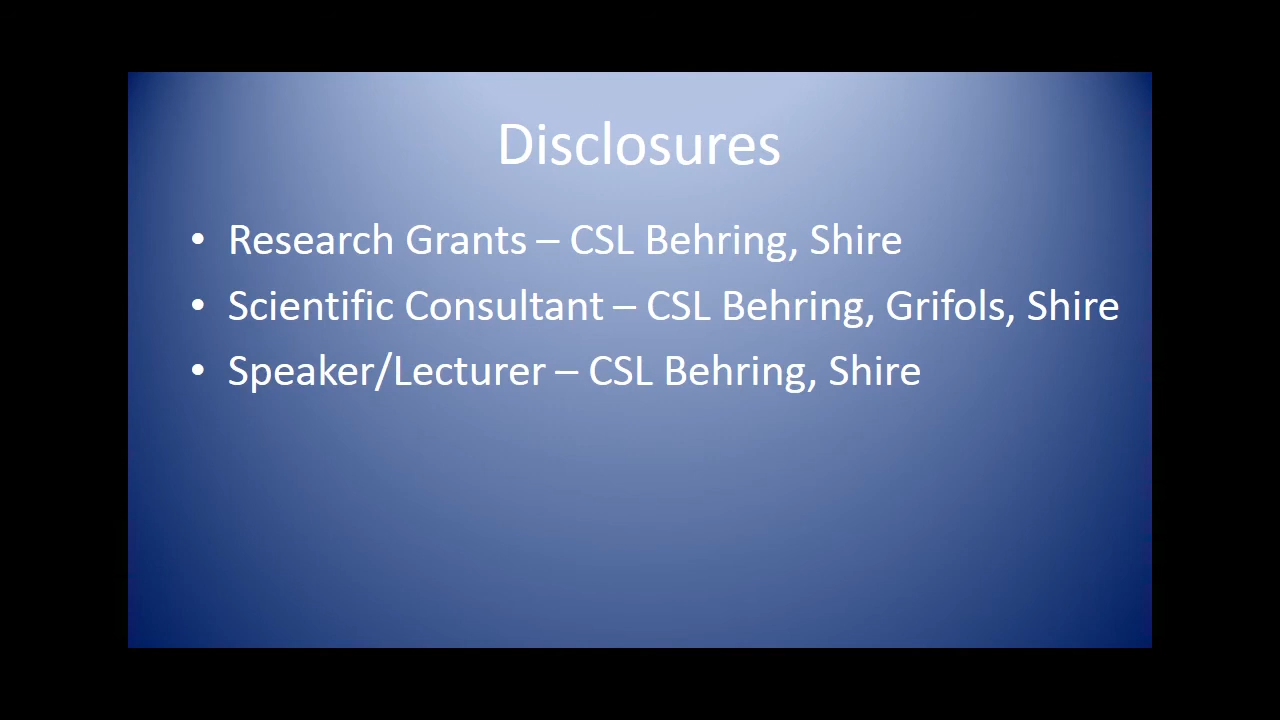 Disclosures
• Research Grants – CSL Behring, Shire
• Scientific Consultant – CSL Behring, Grifols, Shire
• Speaker/Lecturer – CSL Behring, Shire